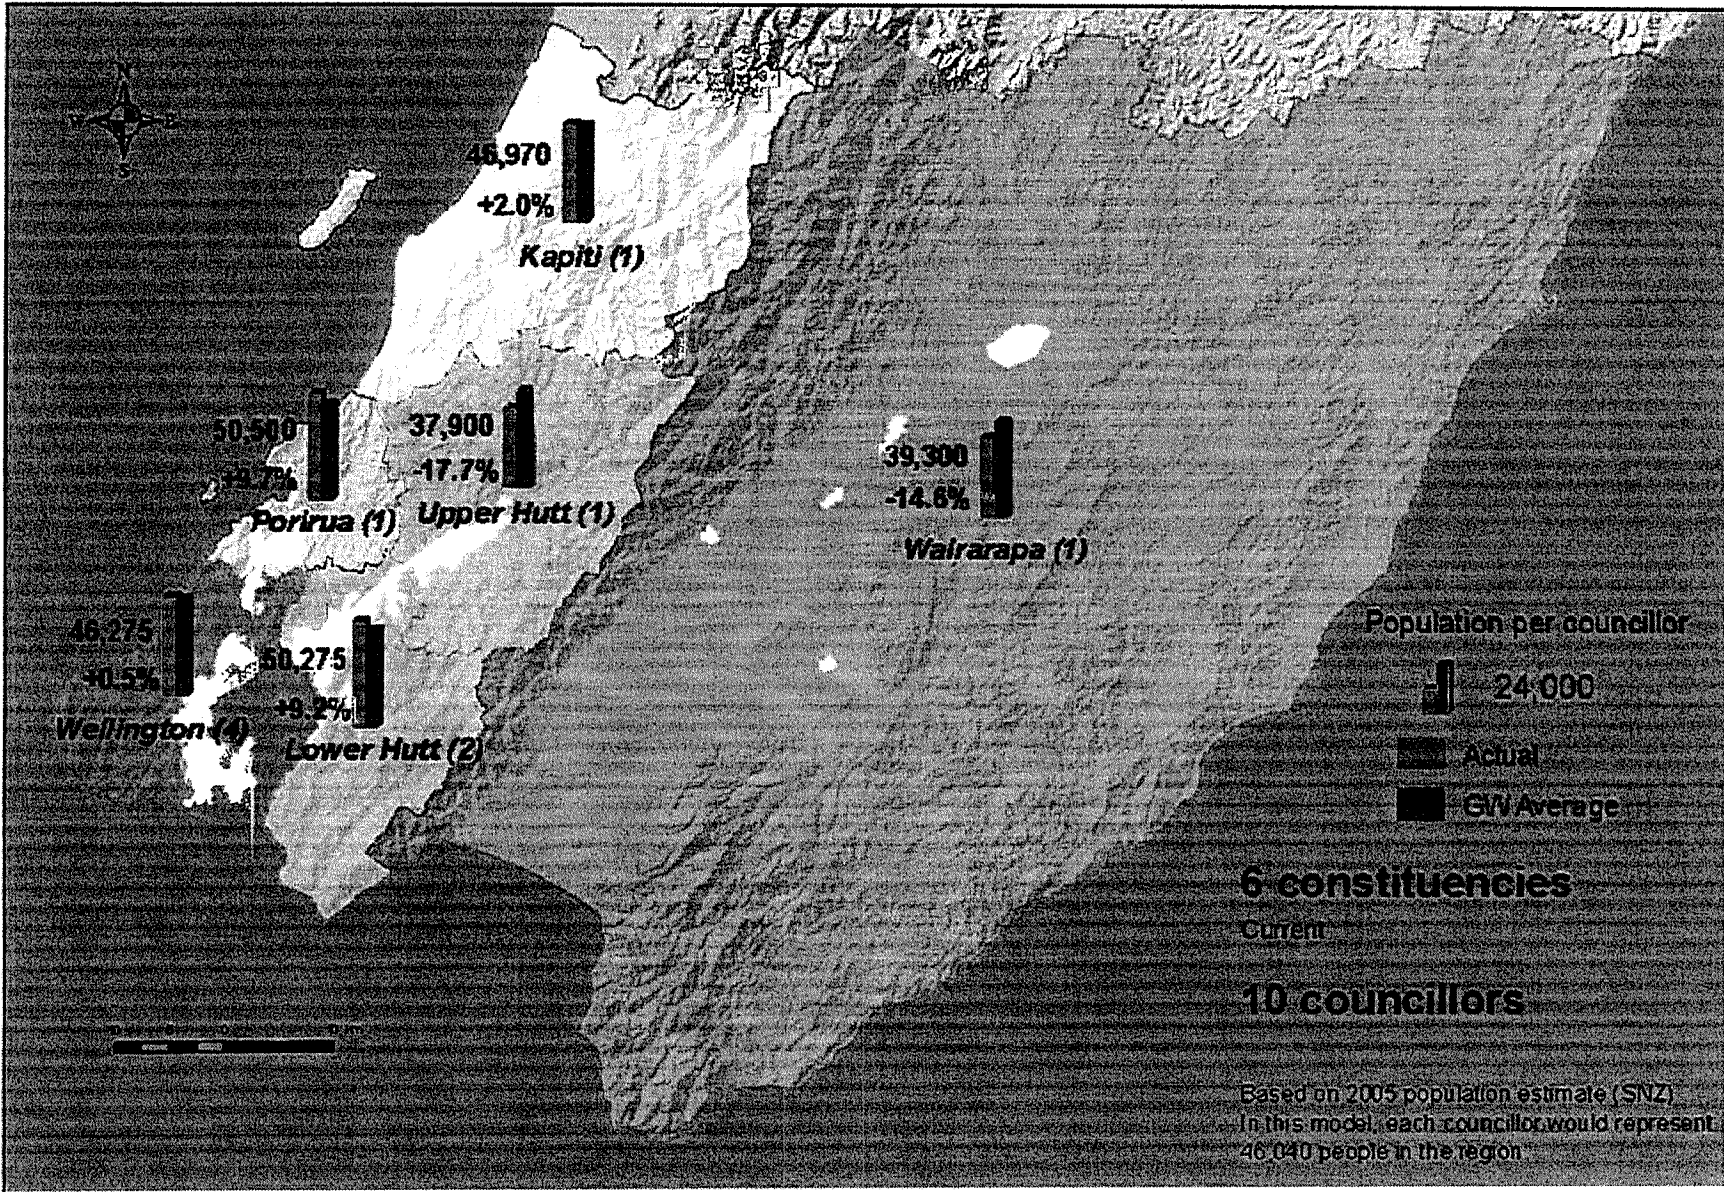 N
W E
S
46,970
+2.0%
Kapiti (1)
50,500
+9.7%
Porirua (1)
37,900
-17.7%
Upper Hutt (1)
39,300
-14.6%
Wairarapa (1)
46,275
+0.5%
Wellington (4)
50,275
+9.2%
Lower Hutt (2)
Population per councillor
24,000
Actual
GW Average
6 constituencies
Current
10 councillors
Based on 2005 population estimate (SNZ)
In this model, each councillor would represent
46,040 people in the region